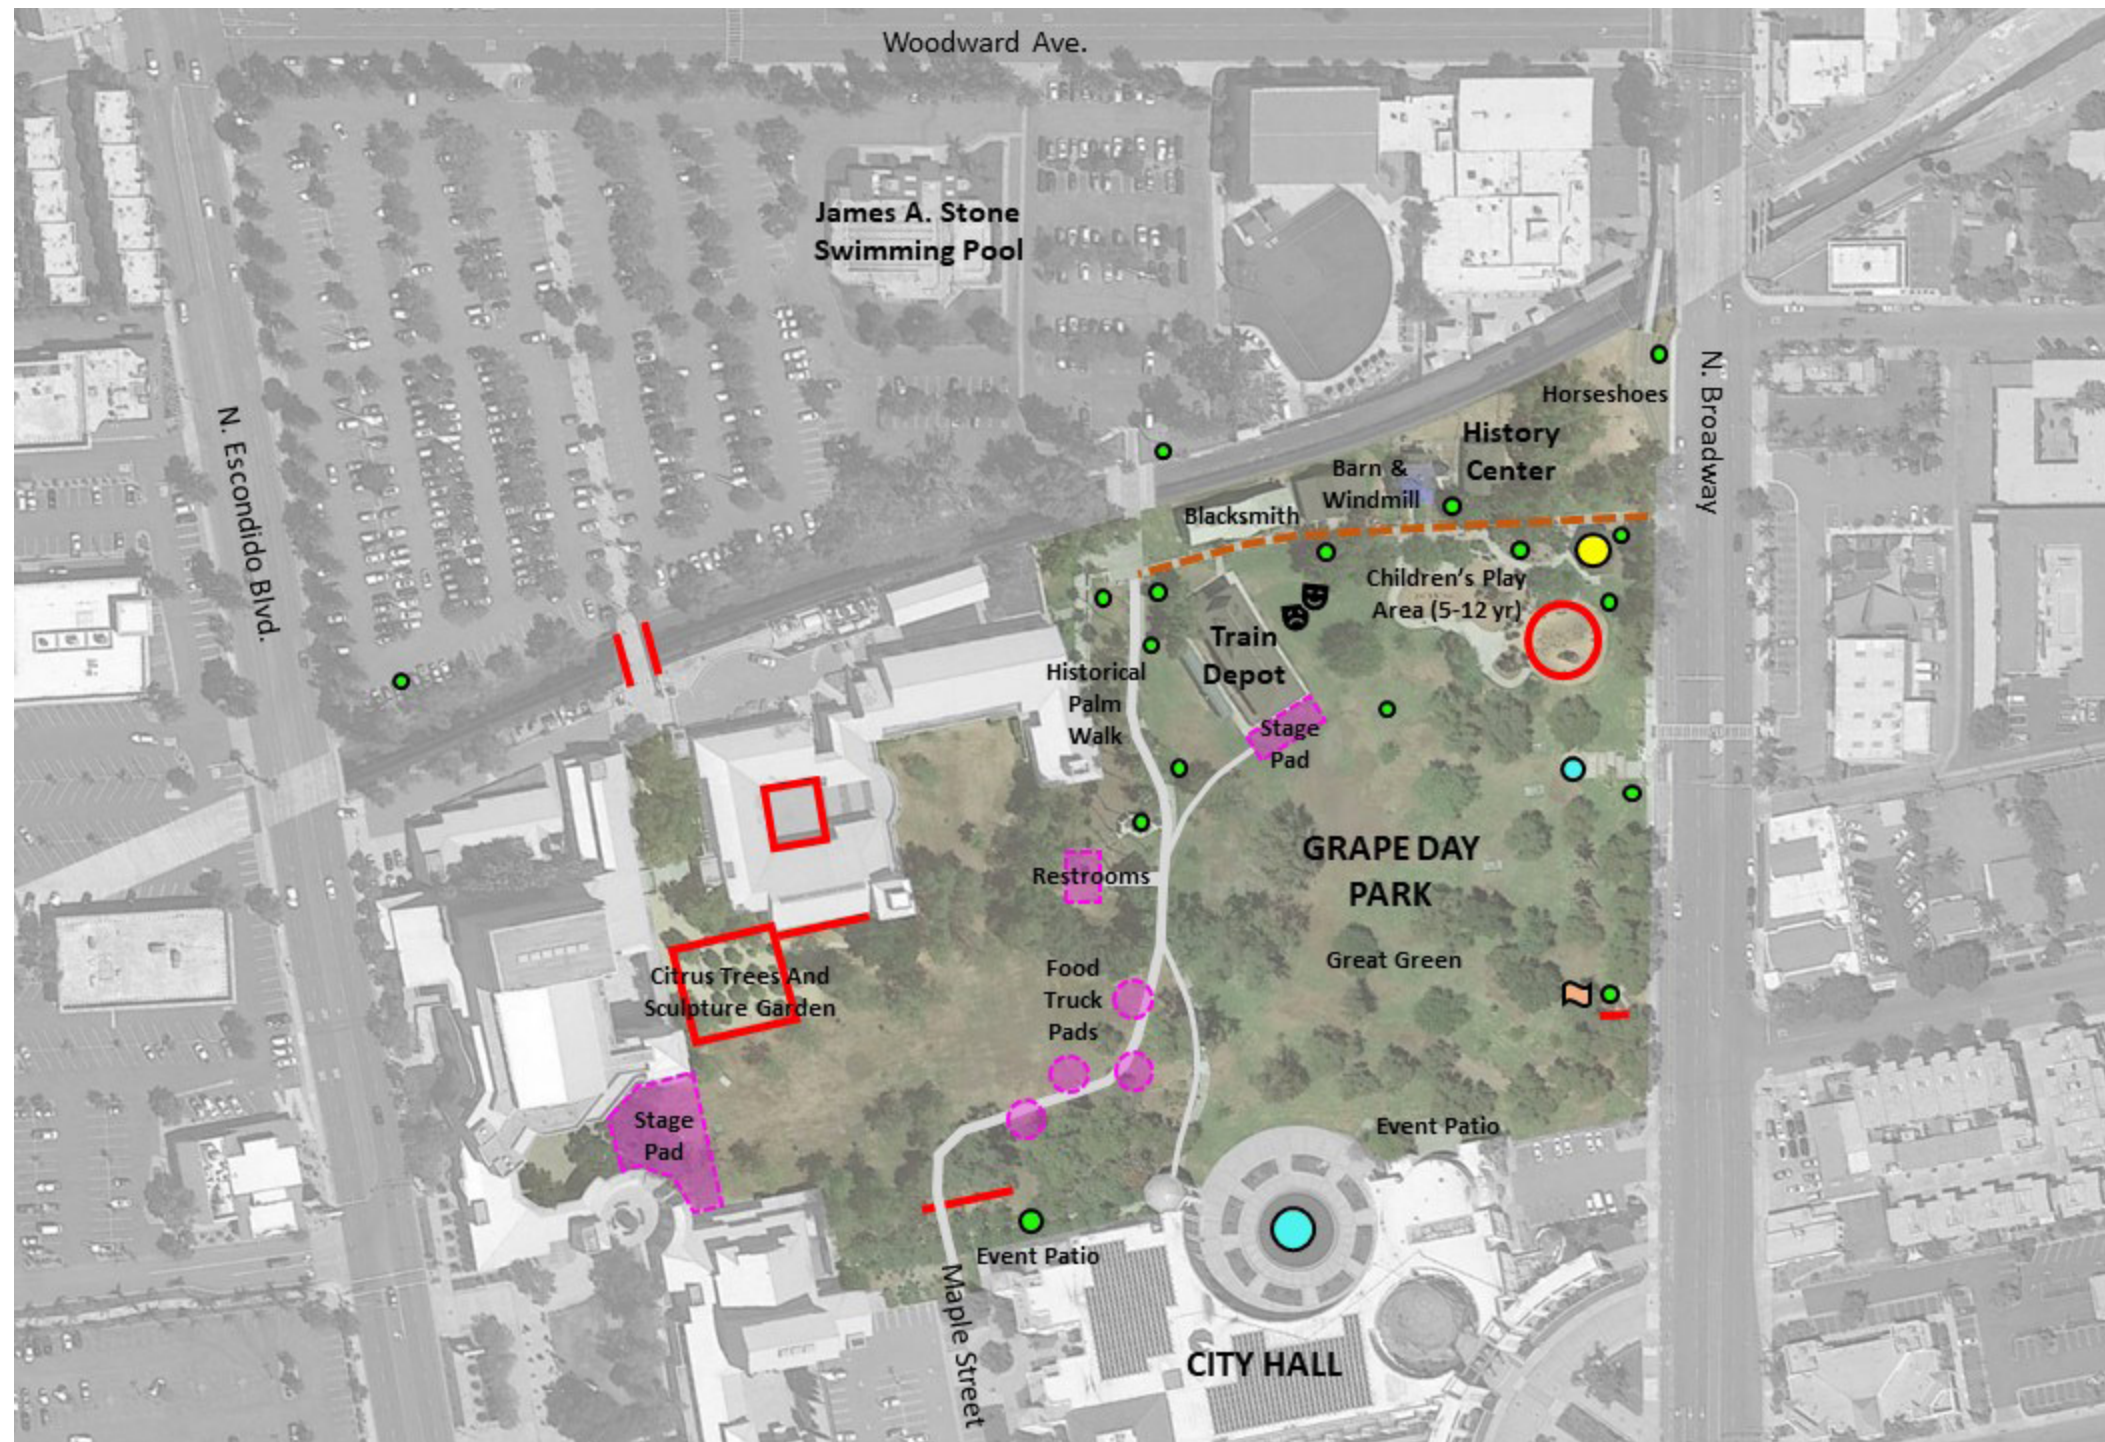 Woodward Ave.
James A. Stone
Swimming Pool
N. Escondido Blvd.
N. Broadway
Horseshoes
History
Center
Barn &
Windmill
Blacksmith
Children's Play
Area (5-12 yr)
Train
Depot
Historical
Palm
Walk
Stage
Pad
Restrooms
GRAPE DAY
PARK
Great Green
Food
Truck
Pads
Citrus Trees And
Sculpture Garden
Stage
Pad
Event Patio
Event Patio
Maple Street
CITY HALL